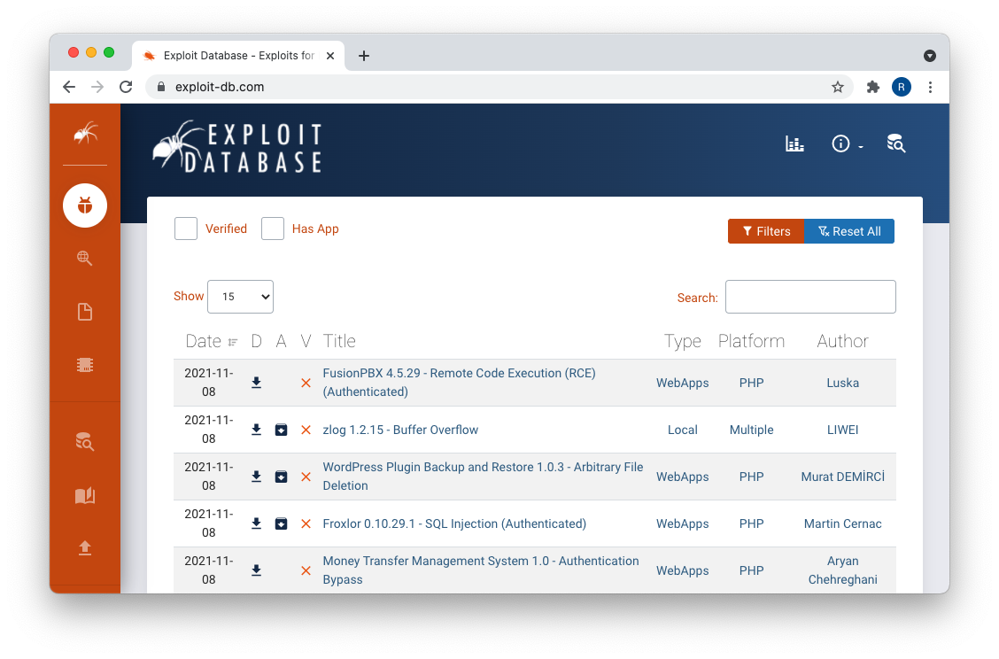 Exploit Database - Exploits for
exploit-db.com
R
EXPLOIT
DATABASE
Verified
Has App
Filters
Reset All
Show
15
Search:
Date D A V Title Type Platform Author
2021-11-
08
FusionPBX 4.5.29 - Remote Code Execution (RCE)
(Authenticated)
WebApps
PHP
Luska
2021-11-
08
zlog 1.2.15 - Buffer Overflow
Local
Multiple
LIWEI
2021-11-
08
WordPress Plugin Backup and Restore 1.0.3 - Arbitrary File
Deletion
WebApps
PHP
Murat DEMİRCİ
2021-11-
08
Froxlor 0.10.29.1 - SQL Injection (Authenticated)
WebApps
PHP
Martin Cernac
2021-11-
08
Money Transfer Management System 1.0 - Authentication
Bypass
WebApps
PHP
Aryan
Chehreghani